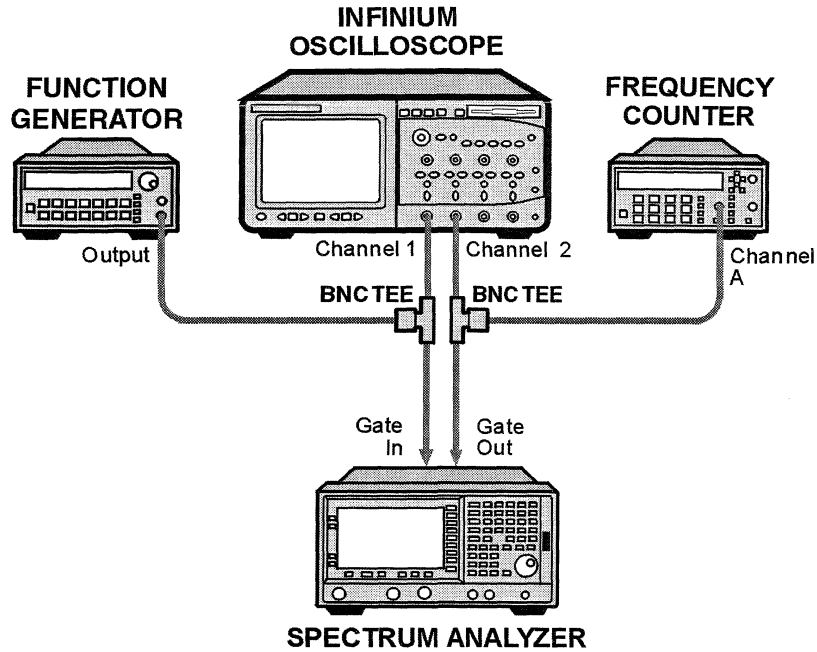 INFINIUM
OSCILLOSCOPE
FUNCTION
GENERATOR
FREQUENCY
COUNTER
Output
Channel 1
Channel 2
Channel
A
BNC TEE
BNC TEE
Gate
In
Gate
Out
SPECTRUM ANALYZER